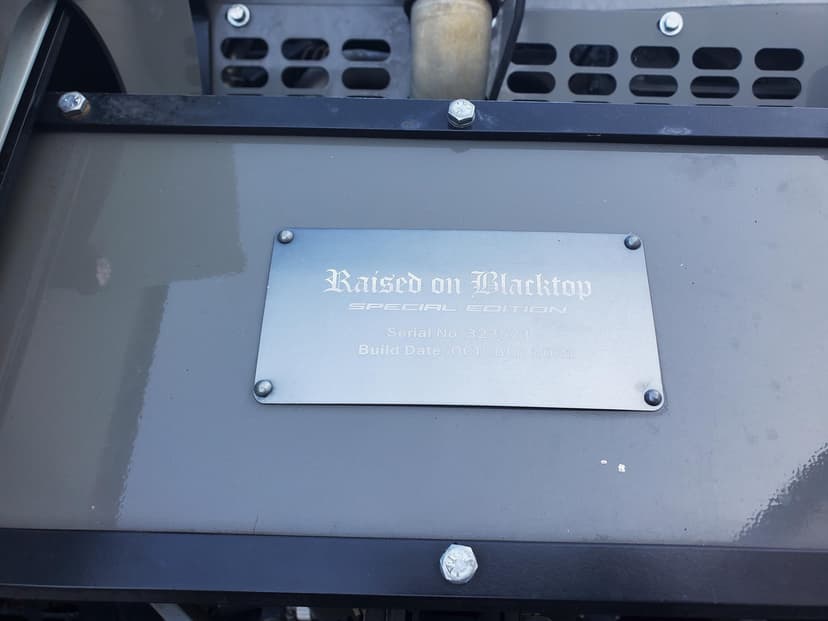 Raised on Blacktop
SPECIAL EDITION
Serial No.
Build Date: